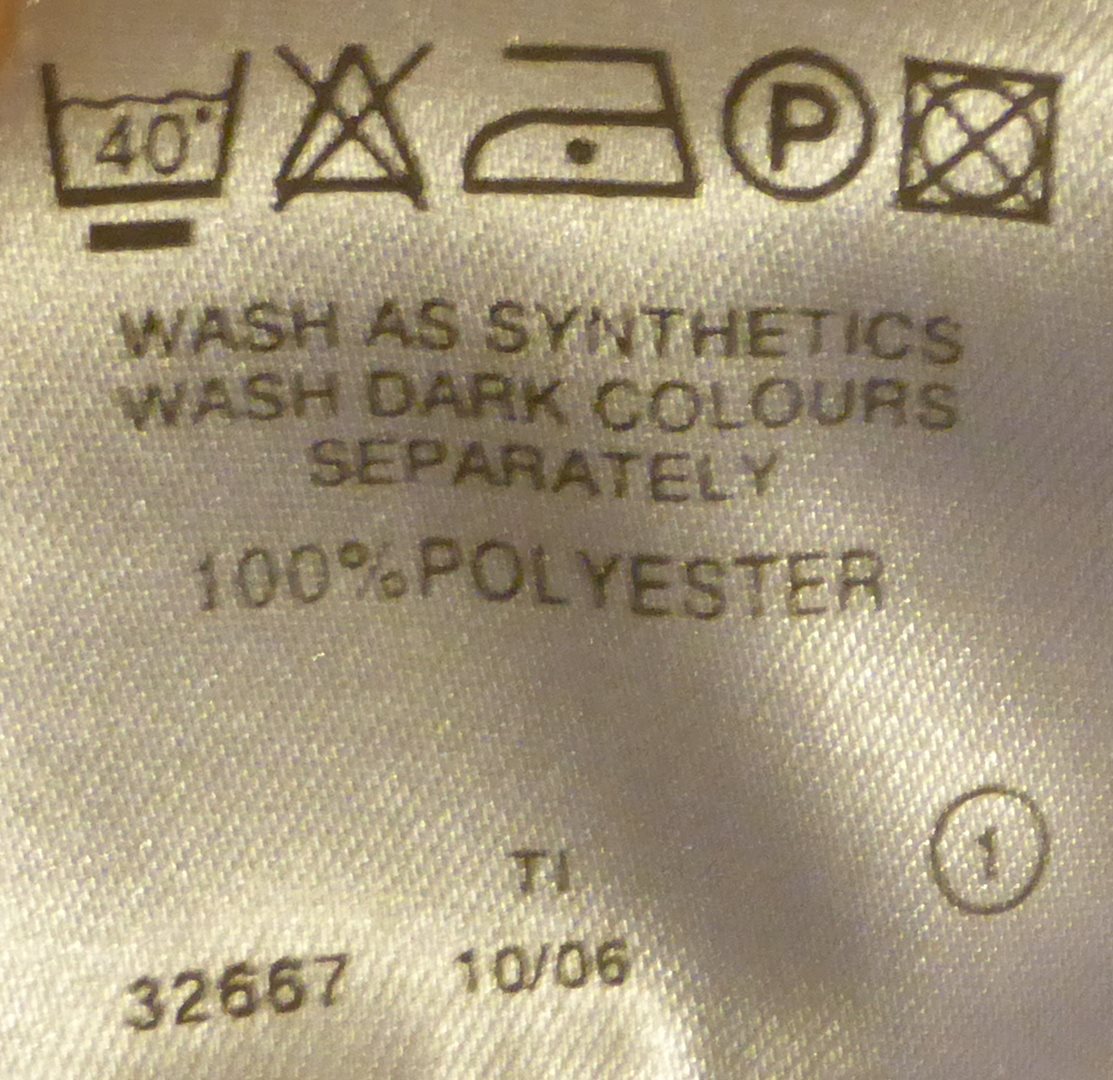 40°
P
WASH AS SYNTHETICS
WASH DARK COLOURS
SEPARATELY
100%POLYESTER
TI
1
32667 10/06